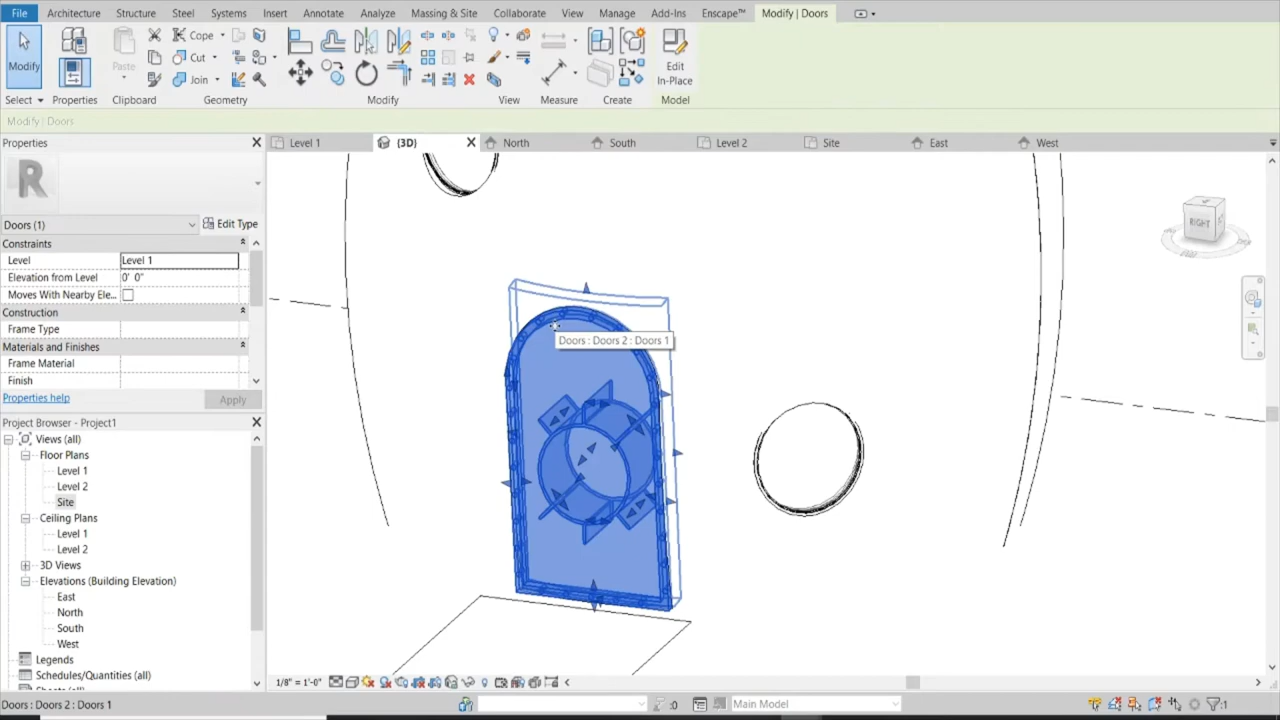 File Architecture Structure Steel Systems Insert Annotate Analyze Massing & Site Collaborate View Manage Add-Ins Enscape™ Modify | Doors
Modify Paste Cope Cut Join Edit In-Place
Select Properties Clipboard Geometry Modify View Measure Create Model
Modify | Doors
Properties
Level 1 {3D} North South Level 2 Site East West
R
Doors (1) Edit Type
Constraints
Level Level 1
Elevation from Level 0' 0"
Moves With Nearby Ele...
Construction
Frame Type
Materials and Finishes
Frame Material
Finish
Properties help Apply
RIGHT
Doors : Doors 2 : Doors 1
Project Browser - Project1
Views (all)
Floor Plans
Level 1
Level 2
Site
Ceiling Plans
Level 1
Level 2
3D Views
Elevations (Building Elevation)
East
North
South
West
Legends
Schedules/Quantities (all)
1/8" = 1'-0"
Doors : Doors 2 : Doors 1 :0 Main Model :1